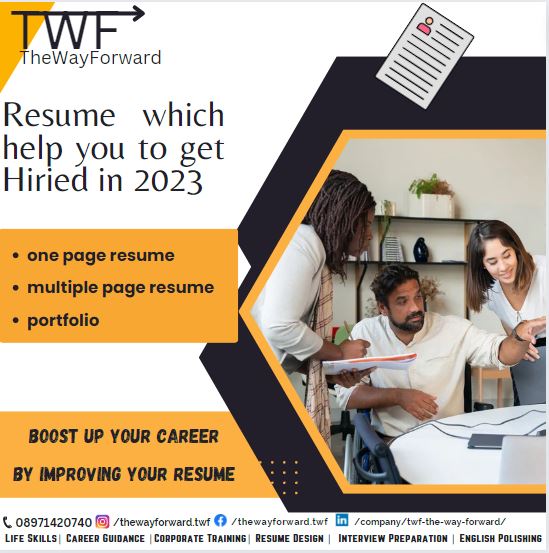 TWF
TheWayForward
Resume which
help you to get
Hiried in 2023
• one page resume
• multiple page resume
• portfolio
BOOST UP YOUR CAREER
BY IMPROVING YOUR RESUME
08971420740 /thewayforward.twf /thewayforward.twf /company/twf-the-way-forward/
LIFE SKILLS| CAREER GUIDANCE |CORPORATE TRAINING| RESUME DESIGN | INTERVIEW PREPARATION | ENGLISH POLISHING